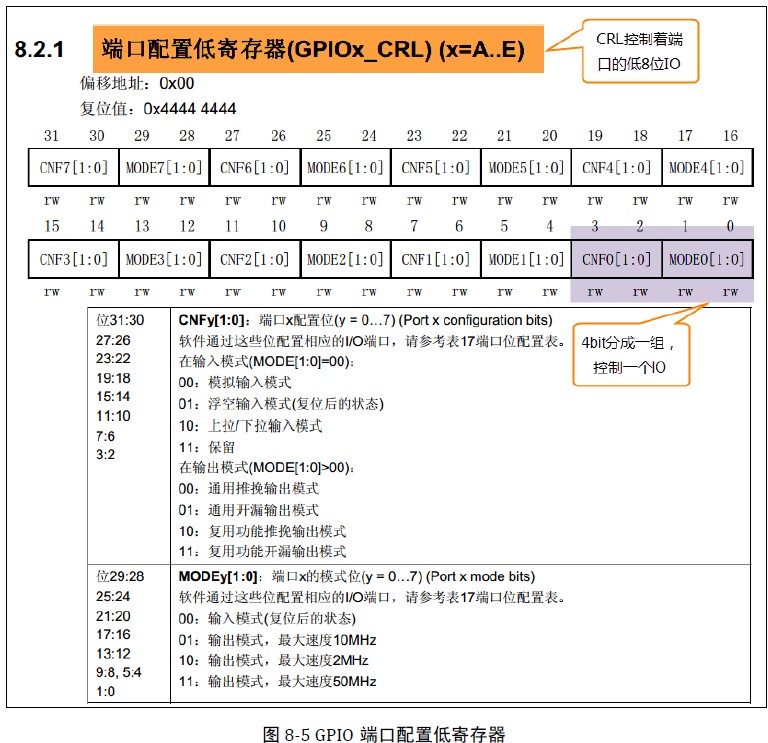 8.2.1 端口配置低寄存器(GPIOx_CRL) (x=A..E)
CRL控制着端
口的低8位IO
偏移地址：0x00
复位值：0x4444 4444
31 30 29 28 27 26 25 24 23 22 21 20 19 18 17 16
CNF7[1:0] MODE7[1:0] CNF6[1:0] MODE6[1:0] CNF5[1:0] MODE5[1:0] CNF4[1:0] MODE4[1:0]
rw rw rw rw rw rw rw rw rw rw rw rw rw rw rw rw
15 14 13 12 11 10 9 8 7 6 5 4 3 2 1 0
CNF3[1:0] MODE3[1:0] CNF2[1:0] MODE2[1:0] CNF1[1:0] MODE1[1:0] CNF0[1:0] MODE0[1:0]
rw rw rw rw rw rw rw rw rw rw rw rw rw rw rw rw
4bit分成一组，
控制一个IO
位31:30
27:26
23:22
19:18
15:14
11:10
7:6
3:2
CNFy[1:0]：端口x配置位(y = 0…7) (Port x configuration bits)
软件通过这些位配置相应的I/O端口，请参考表17端口位配置表。
在输入模式(MODE[1:0]=00)：
00：模拟输入模式
01：浮空输入模式(复位后的状态)
10：上拉/下拉输入模式
11：保留
在输出模式(MODE[1:0]>00)：
00：通用推挽输出模式
01：通用开漏输出模式
10：复用功能推挽输出模式
11：复用功能开漏输出模式
位29:28
25:24
21:20
17:16
13:12
9:8, 5:4
1:0
MODEy[1:0]：端口x的模式位(y = 0…7) (Port x mode bits)
软件通过这些位配置相应的I/O端口，请参考表17端口位配置表。
00：输入模式(复位后的状态)
01：输出模式，最大速度10MHz
10：输出模式，最大速度2MHz
11：输出模式，最大速度50MHz
图 8-5 GPIO 端口配置低寄存器